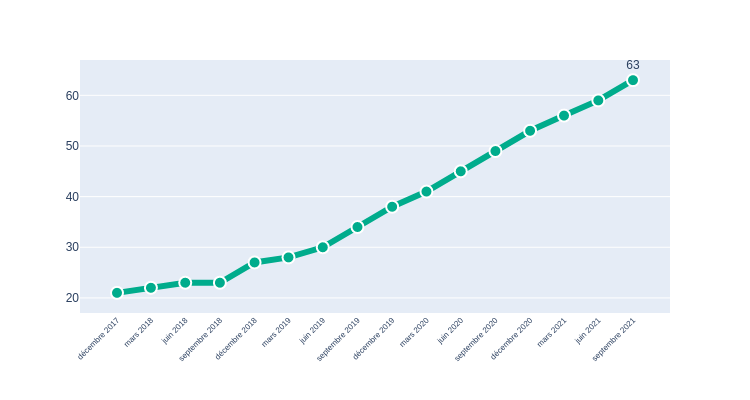 63
60
50
40
30
20
décembre 2017
mars 2018
juin 2018
septembre 2018
décembre 2018
mars 2019
juin 2019
septembre 2019
décembre 2019
mars 2020
juin 2020
septembre 2020
décembre 2020
mars 2021
juin 2021
septembre 2021